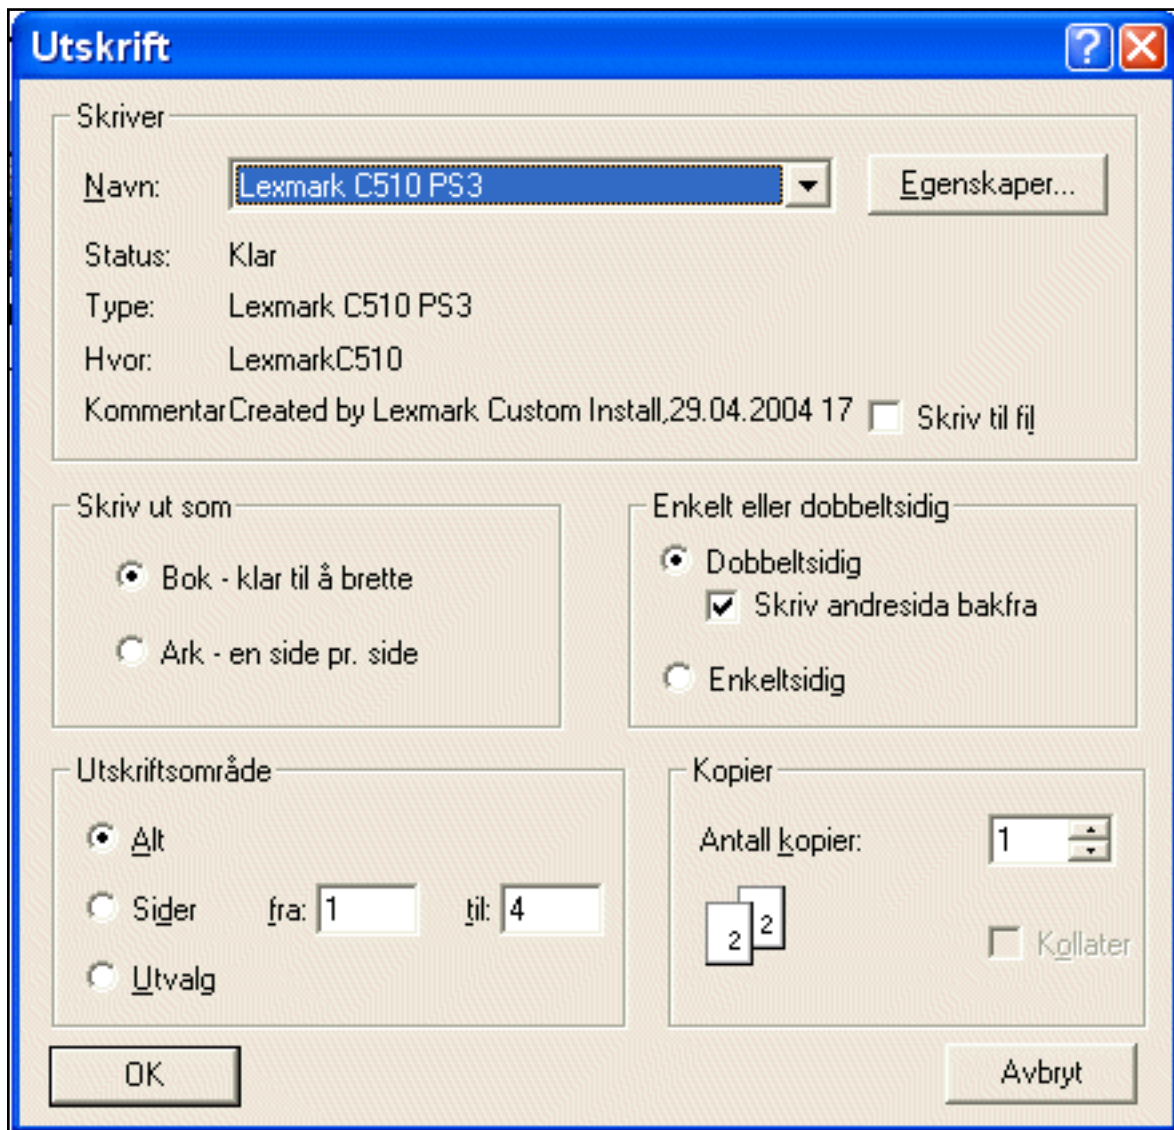 Utskrift
Skriver
Navn: Lexmark C510 PS3 Egenskaper...
Status: Klar
Type: Lexmark C510 PS3
Hvor: LexmarkC510
KommentarCreated by Lexmark Custom Install,29.04.2004 17 Skriv til fil
Skriv ut som
Bok - klar til å brette
Ark - en side pr. side
Enkelt eller dobbeltsidig
Dobbeltsidig
Skriv andresida bakfra
Enkeltsidig
Utskriftsområde
Alt
Sider fra: 1 til: 4
Utvalg
Kopier
Antall kopier: 1
2 2
Kollater
OK Avbryt